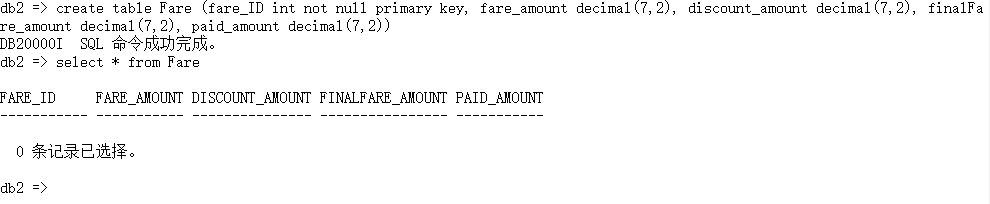 db2 => create table Fare (fare_ID int not null primary key, fare_amount decimal(7,2), discount_amount decimal(7,2), finalFa
re_amount decimal(7,2), paid_amount decimal(7,2))
DB20000I  SQL 命令成功完成。
db2 => select * from Fare
FARE_ID     FARE_AMOUNT DISCOUNT_AMOUNT FINALFARE_AMOUNT PAID_AMOUNT
----------- ----------- --------------- ---------------- -----------
  0 条记录已选择。
db2 =>